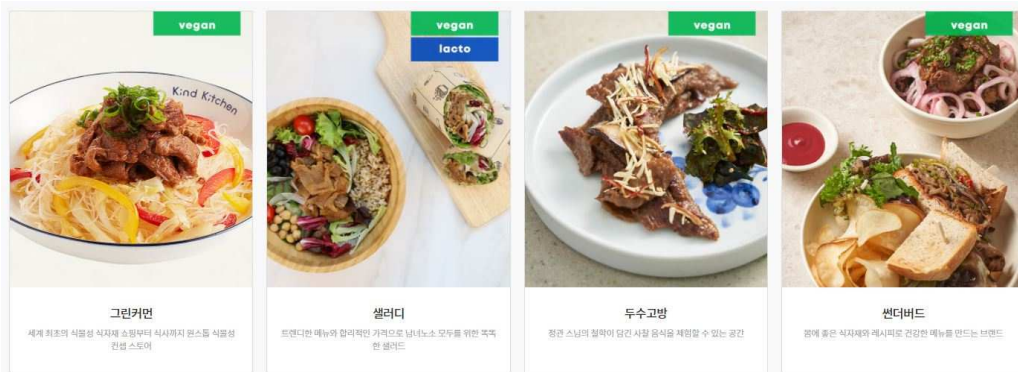 vegan
Kind Kitchen
그린커먼
세계 최초의 식물성 식자재 쇼핑부터 식사까지 원스톱 식물성
컨셉 스토어
vegan
lacto
샐러디
트렌디한 메뉴와 합리적인 가격으로 남녀노소 모두를 위한 똑똑
한 샐러드
vegan
두수고방
정관 스님의 철학이 담긴 사찰 음식을 체험할 수 있는 공간
vegan
썬더버드
몸에 좋은 식자재와 레시피로 건강한 메뉴를 만드는 브랜드